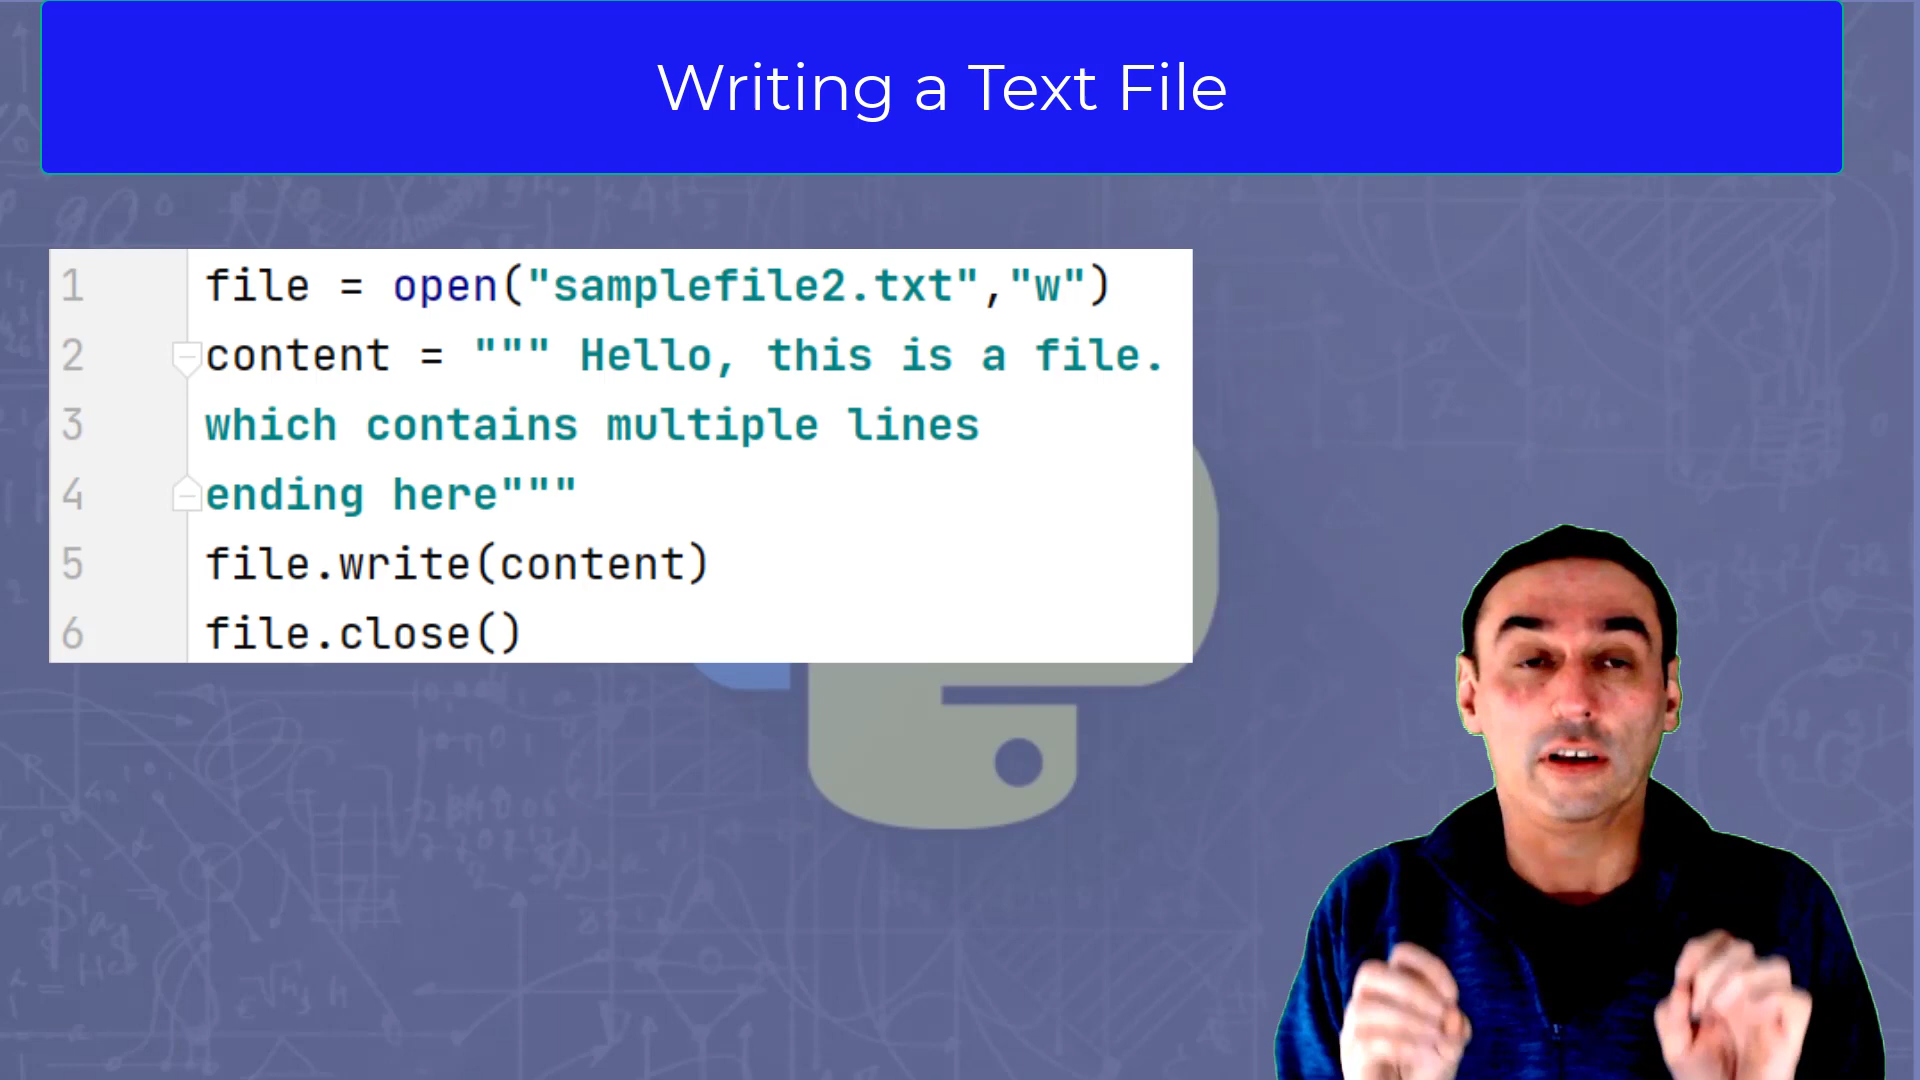 Writing a Text File
1 file = open("samplefile2.txt","w")
2 content = """ Hello, this is a file.
3 which contains multiple lines
4 ending here"""
5 file.write(content)
6 file.close()